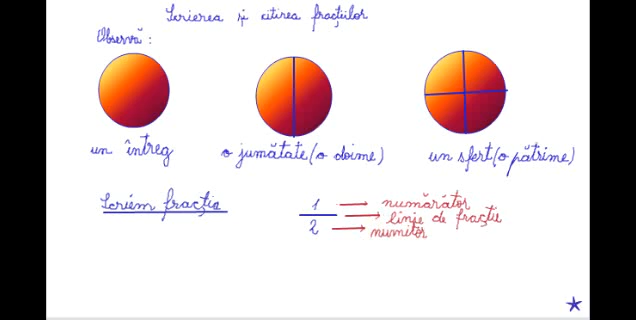 Scrierea și citirea fracțiilor
Observă:
un întreg
o jumătate (o doime)
un sfert (o pătrime)
Scriem fracția
1 numărător
linie de fracție
2 numitor